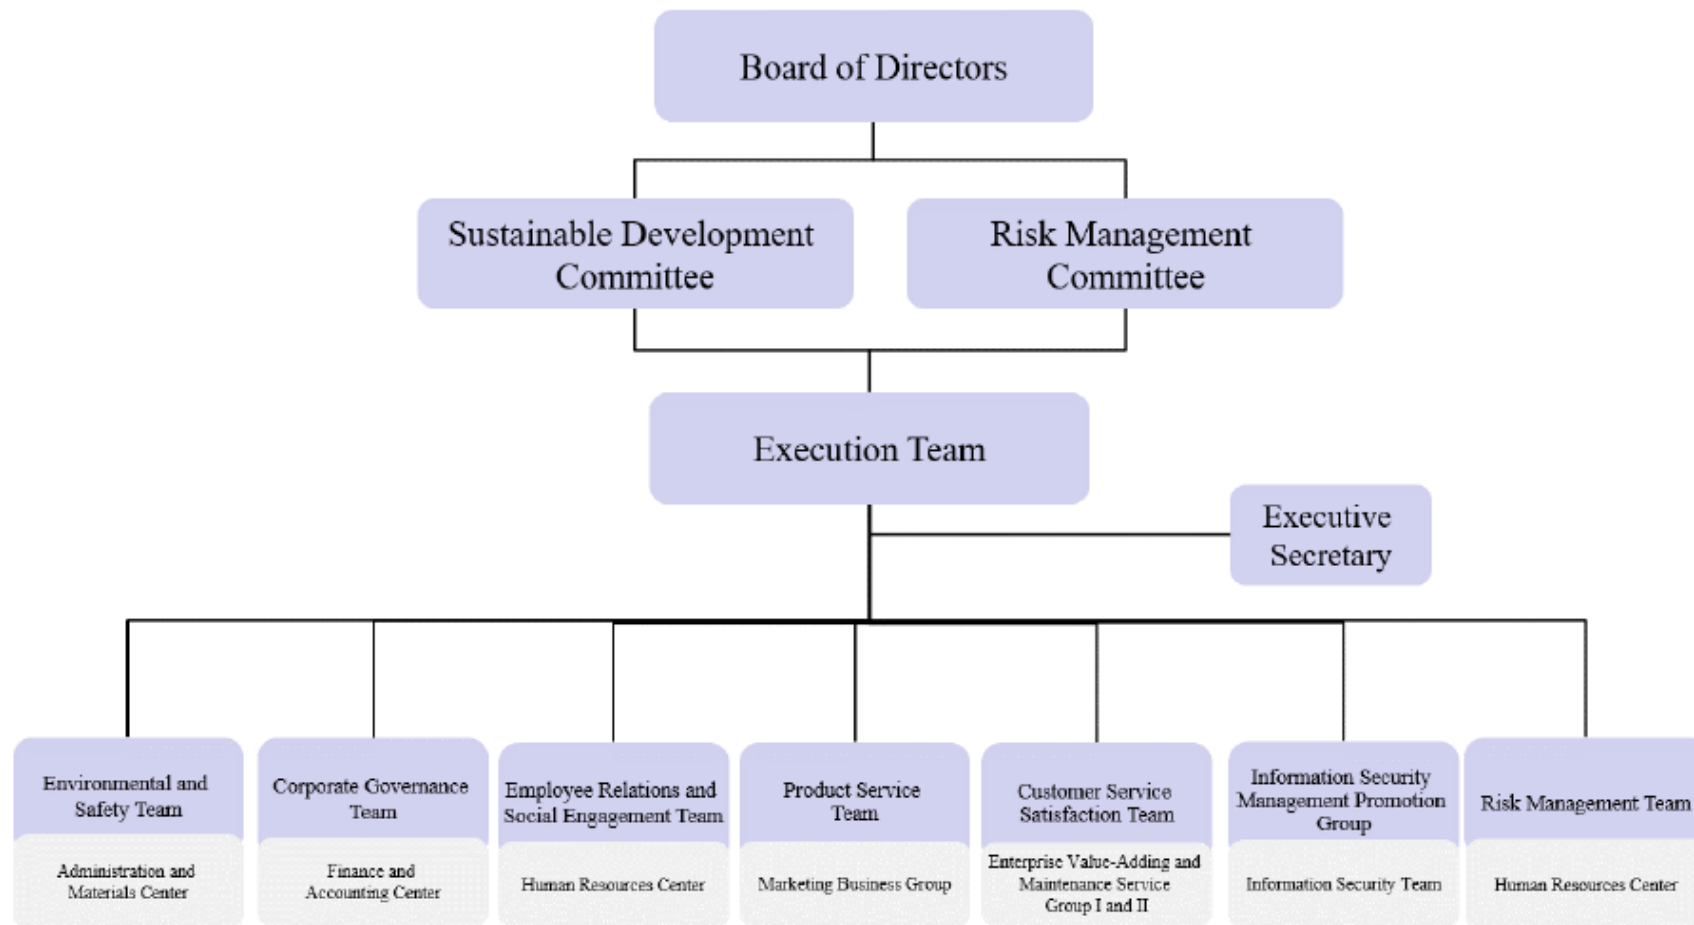 Board of Directors
Sustainable Development
Committee
Risk Management
Committee
Execution Team
Executive
Secretary
Environmental and
Safety Team
Administration and
Materials Center
Corporate Governance
Team
Finance and
Accounting Center
Employee Relations and
Social Engagement Team
Human Resources Center
Product Service
Team
Marketing Business Group
Customer Service
Satisfaction Team
Enterprise Value-Adding and
Maintenance Service
Group I and II
Information Security
Management Promotion
Group
Information Security Team
Risk Management Team
Human Resources Center